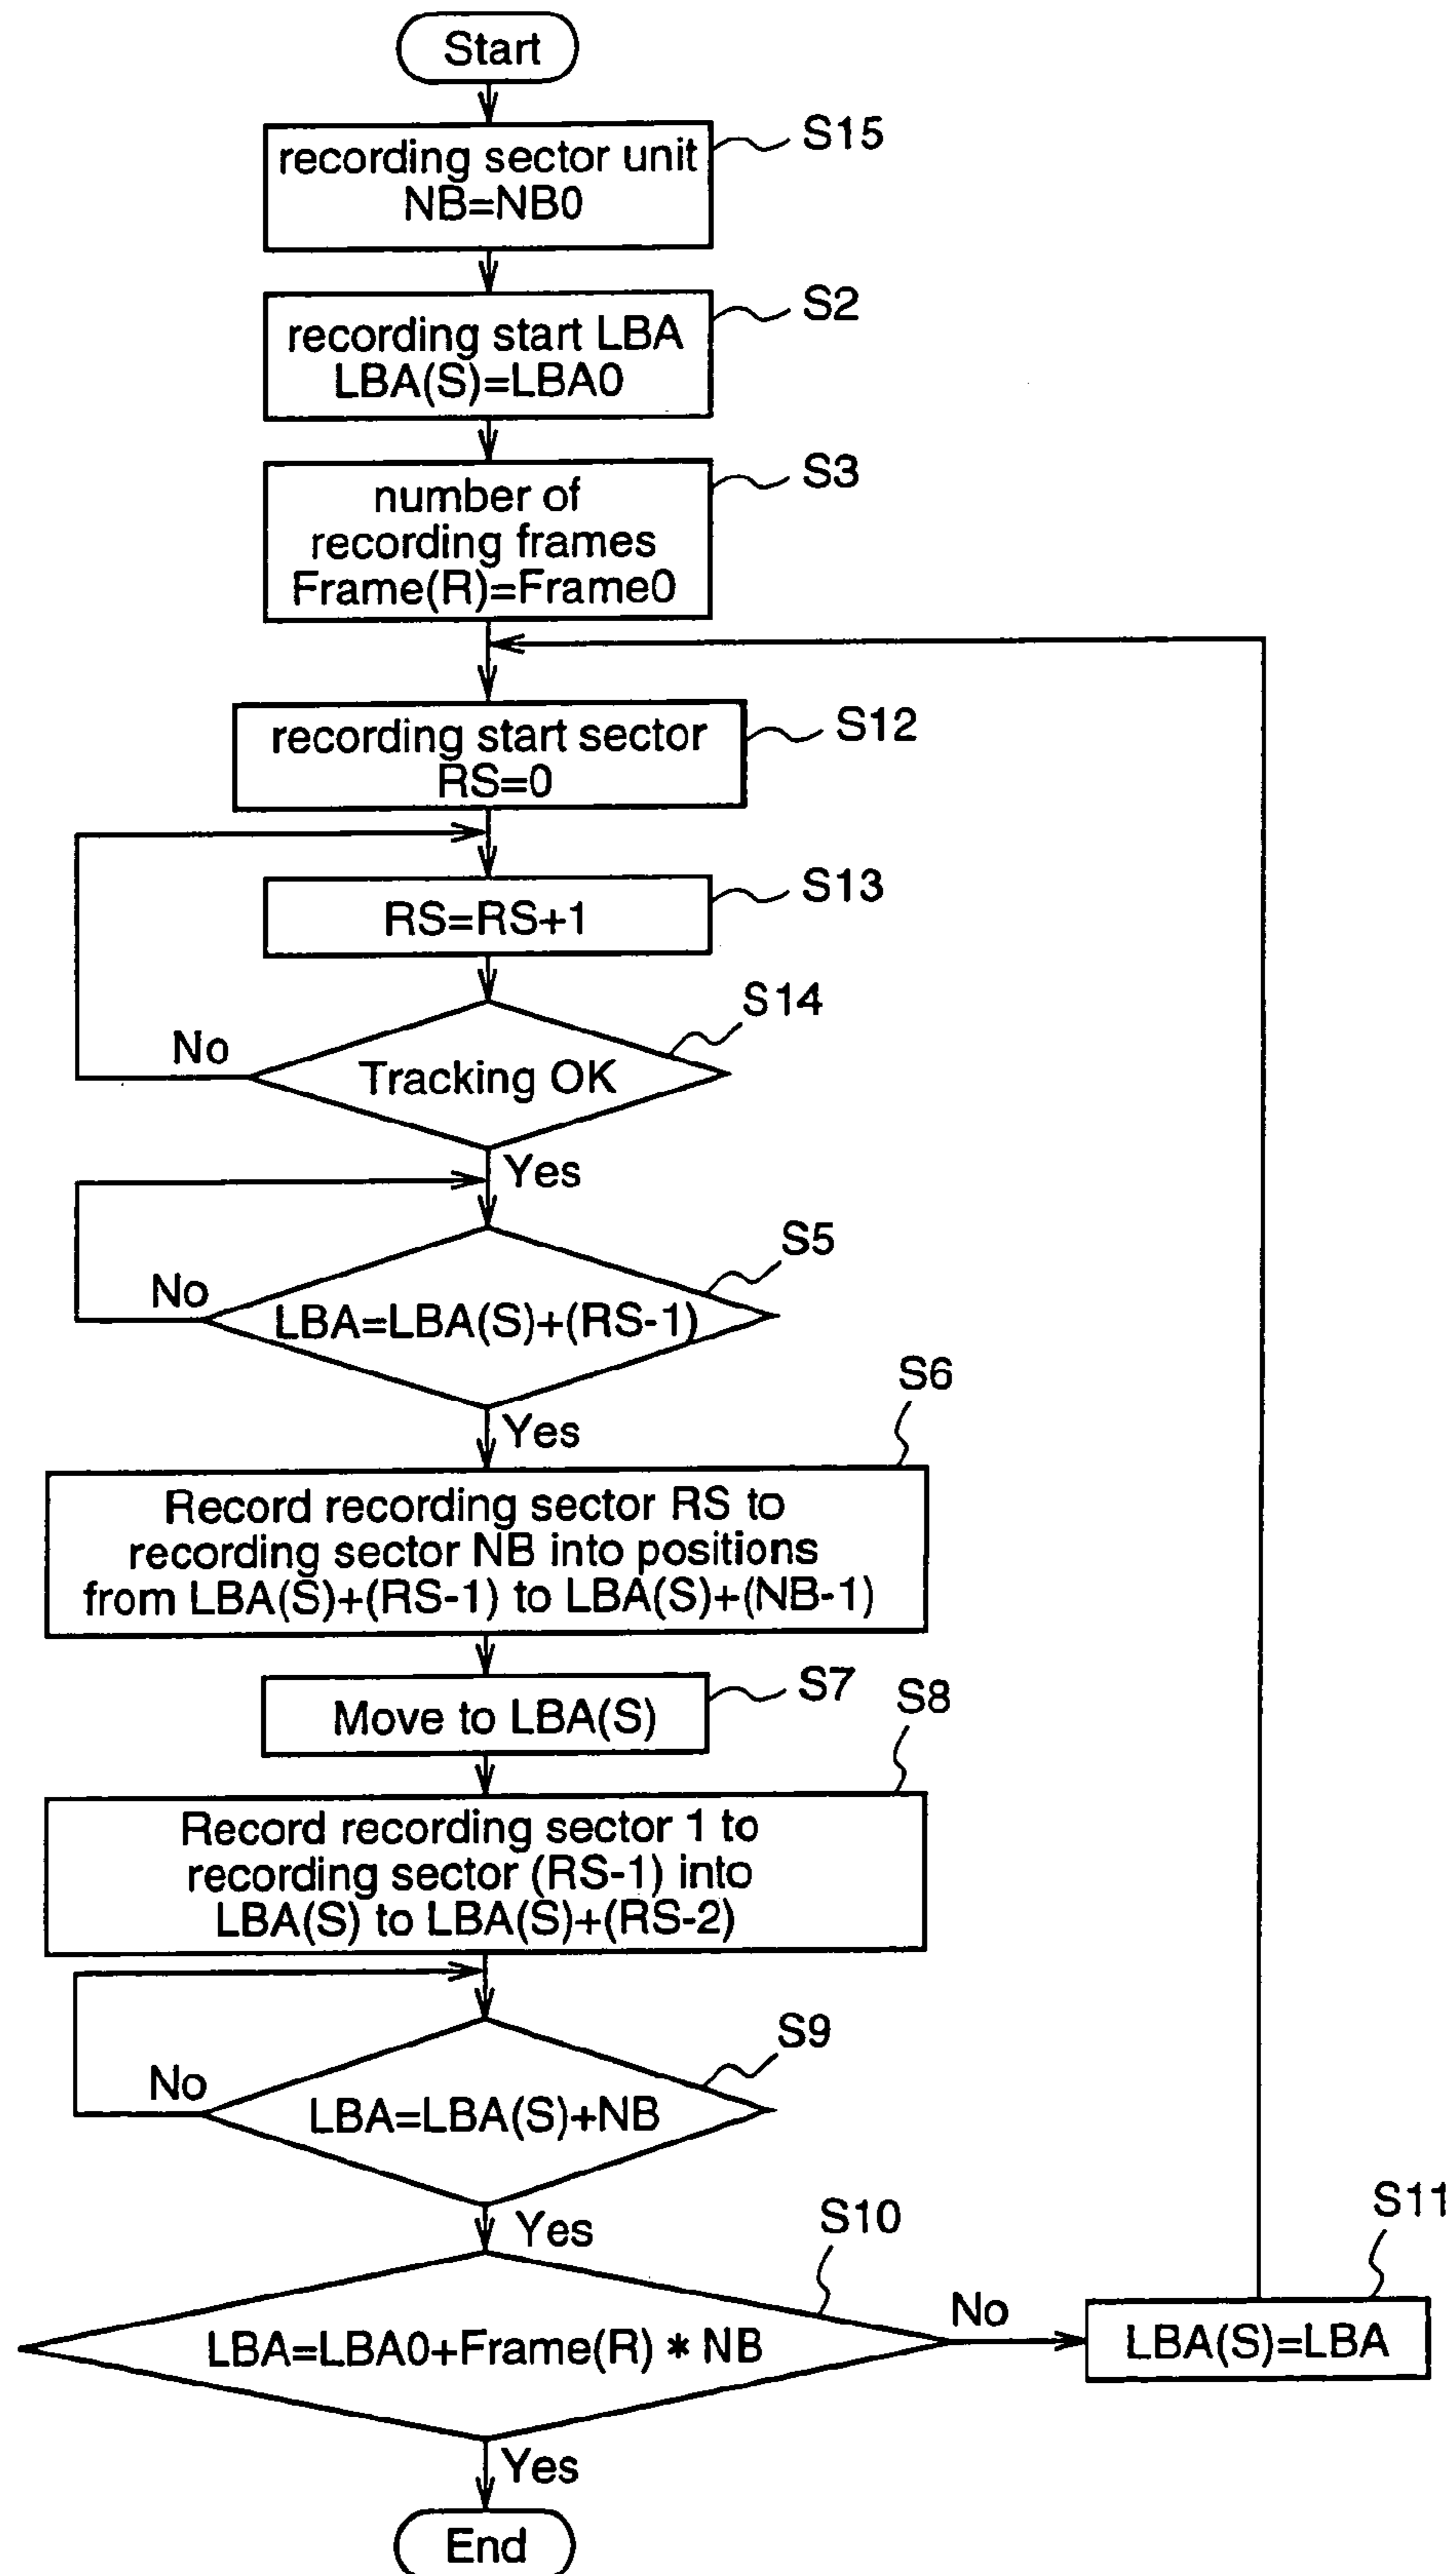 Start
recording sector unit
NB=NB0
S15
recording start LBA
LBA(S)=LBA0
S2
number of
recording frames
Frame(R)=Frame0
S3
recording start sector
RS=0
S12
RS=RS+1
S13
S14
No
Tracking OK
Yes
S5
No
LBA=LBA(S)+(RS-1)
Yes
S6
Record recording sector RS to
recording sector NB into positions
from LBA(S)+(RS-1) to LBA(S)+(NB-1)
S7
Move to LBA(S)
S8
Record recording sector 1 to
recording sector (RS-1) into
LBA(S) to LBA(S)+(RS-2)
S9
No
LBA=LBA(S)+NB
Yes
S10
S11
No
LBA=LBA0+Frame(R) * NB
LBA(S)=LBA
Yes
End